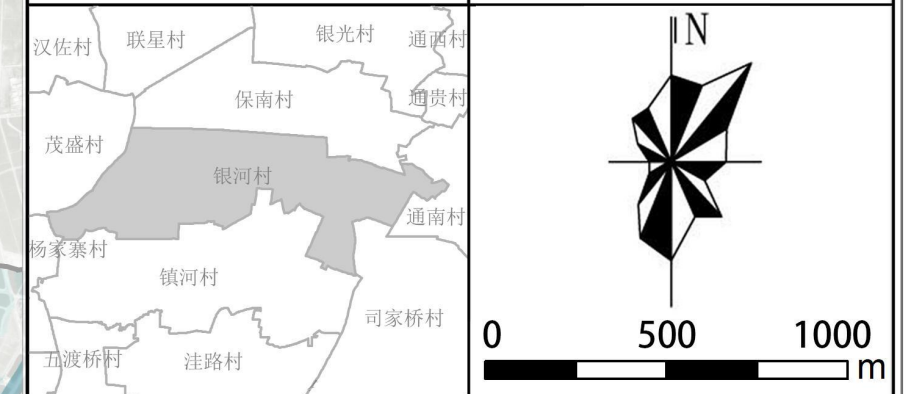 汉佐村
联星村
银光村
通西村
保南村
通贵村
茂盛村
银河村
通南村
杨家寨村
镇河村
司家桥村
五渡桥村
洼路村
N
0 500 1000
m